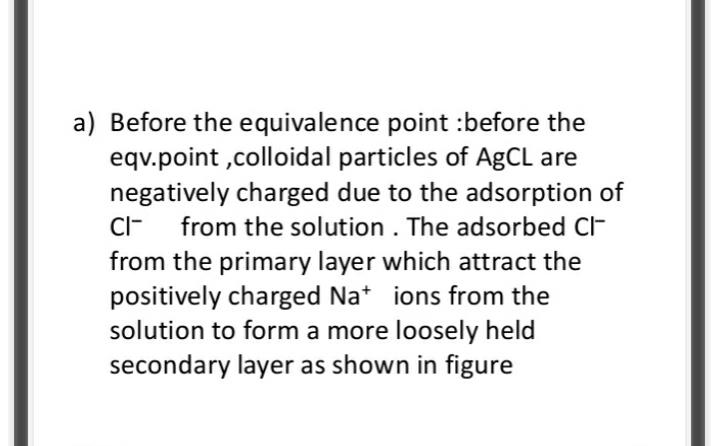 a) Before the equivalence point :before the
eqv.point ,colloidal particles of AgCL are
negatively charged due to the adsorption of
Cl⁻ from the solution . The adsorbed Cl⁻
from the primary layer which attract the
positively charged Na⁺ ions from the
solution to form a more loosely held
secondary layer as shown in figure